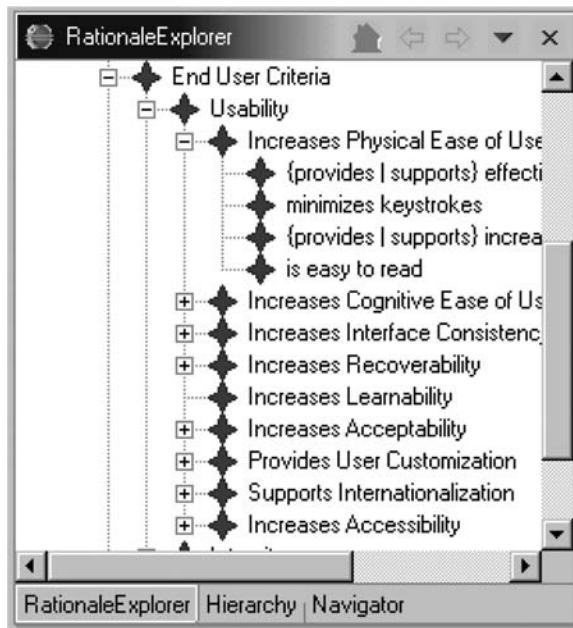 RationaleExplorer
End User Criteria
Usability
Increases Physical Ease of Use
{provides | supports} effecti
minimizes keystrokes
{provides | supports} increa
is easy to read
Increases Cognitive Ease of Us
Increases Interface Consistenc
Increases Recoverability
Increases Learnability
Increases Acceptability
Provides User Customization
Supports Internationalization
Increases Accessibility
RationaleExplorer Hierarchy Navigator